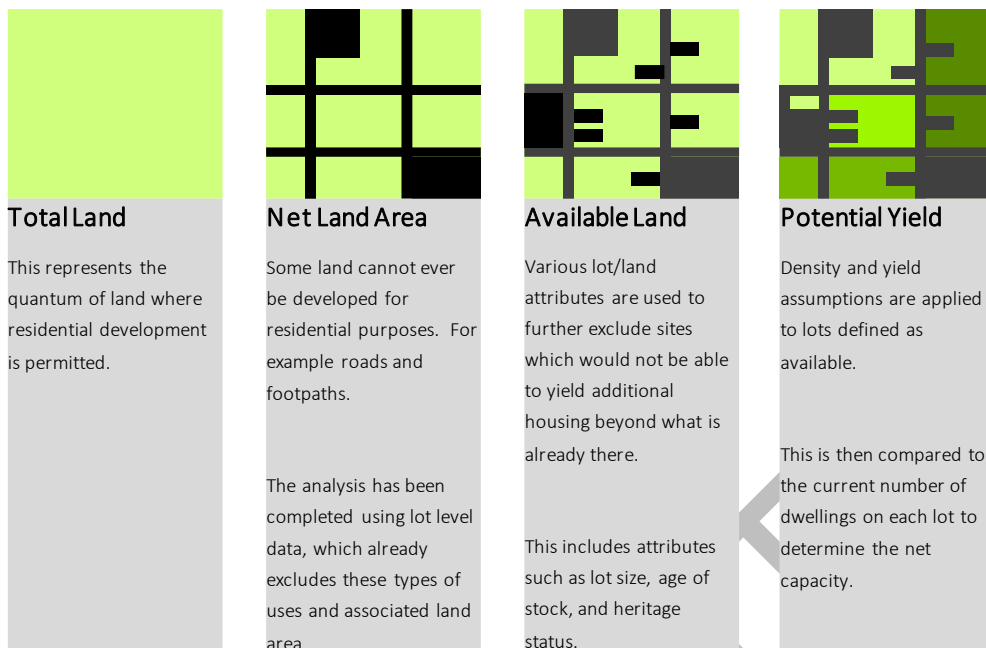 Total Land
This represents the
quantum of land where
residential development
is permitted.
Net Land Area
Some land cannot ever
be developed for
residential purposes. For
example roads and
footpaths.
The analysis has been
completed using lot level
data, which already
excludes these types of
uses and associated land
area.
Available Land
Various lot/land
attributes are used to
further exclude sites
which would not be able
to yield additional
housing beyond what is
already there.
This includes attributes
such as lot size, age of
stock, and heritage
status.
Potential Yield
Density and yield
assumptions are applied
to lots defined as
available.
This is then compared to
the current number of
dwellings on each lot to
determine the net
capacity.